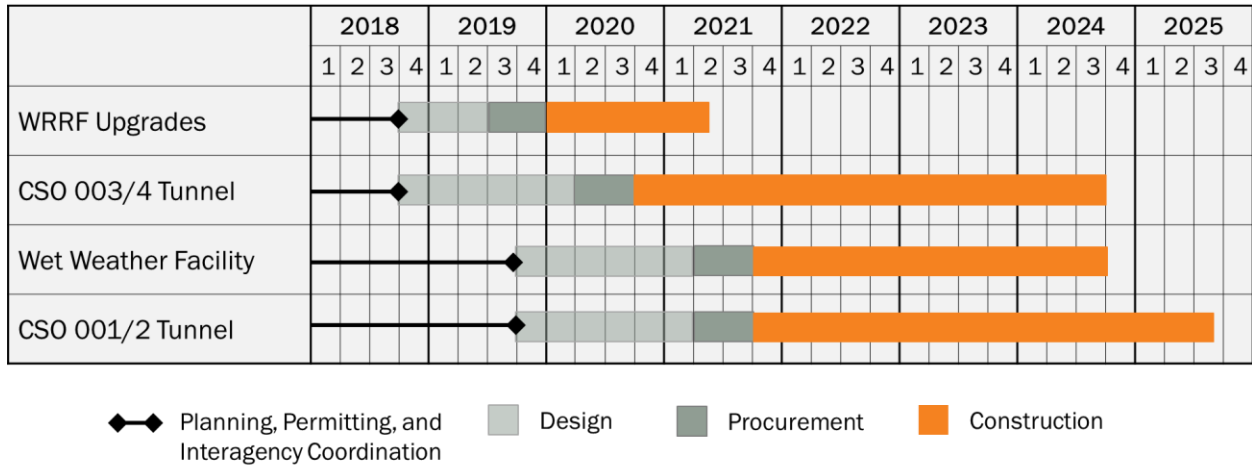 2018 2019 2020 2021 2022 2023 2024 2025
1 2 3 4 1 2 3 4 1 2 3 4 1 2 3 4 1 2 3 4 1 2 3 4 1 2 3 4 1 2 3 4
WRRF Upgrades
CSO 003/4 Tunnel
Wet Weather Facility
CSO 001/2 Tunnel
Planning, Permitting, and
Interagency Coordination
Design
Procurement
Construction